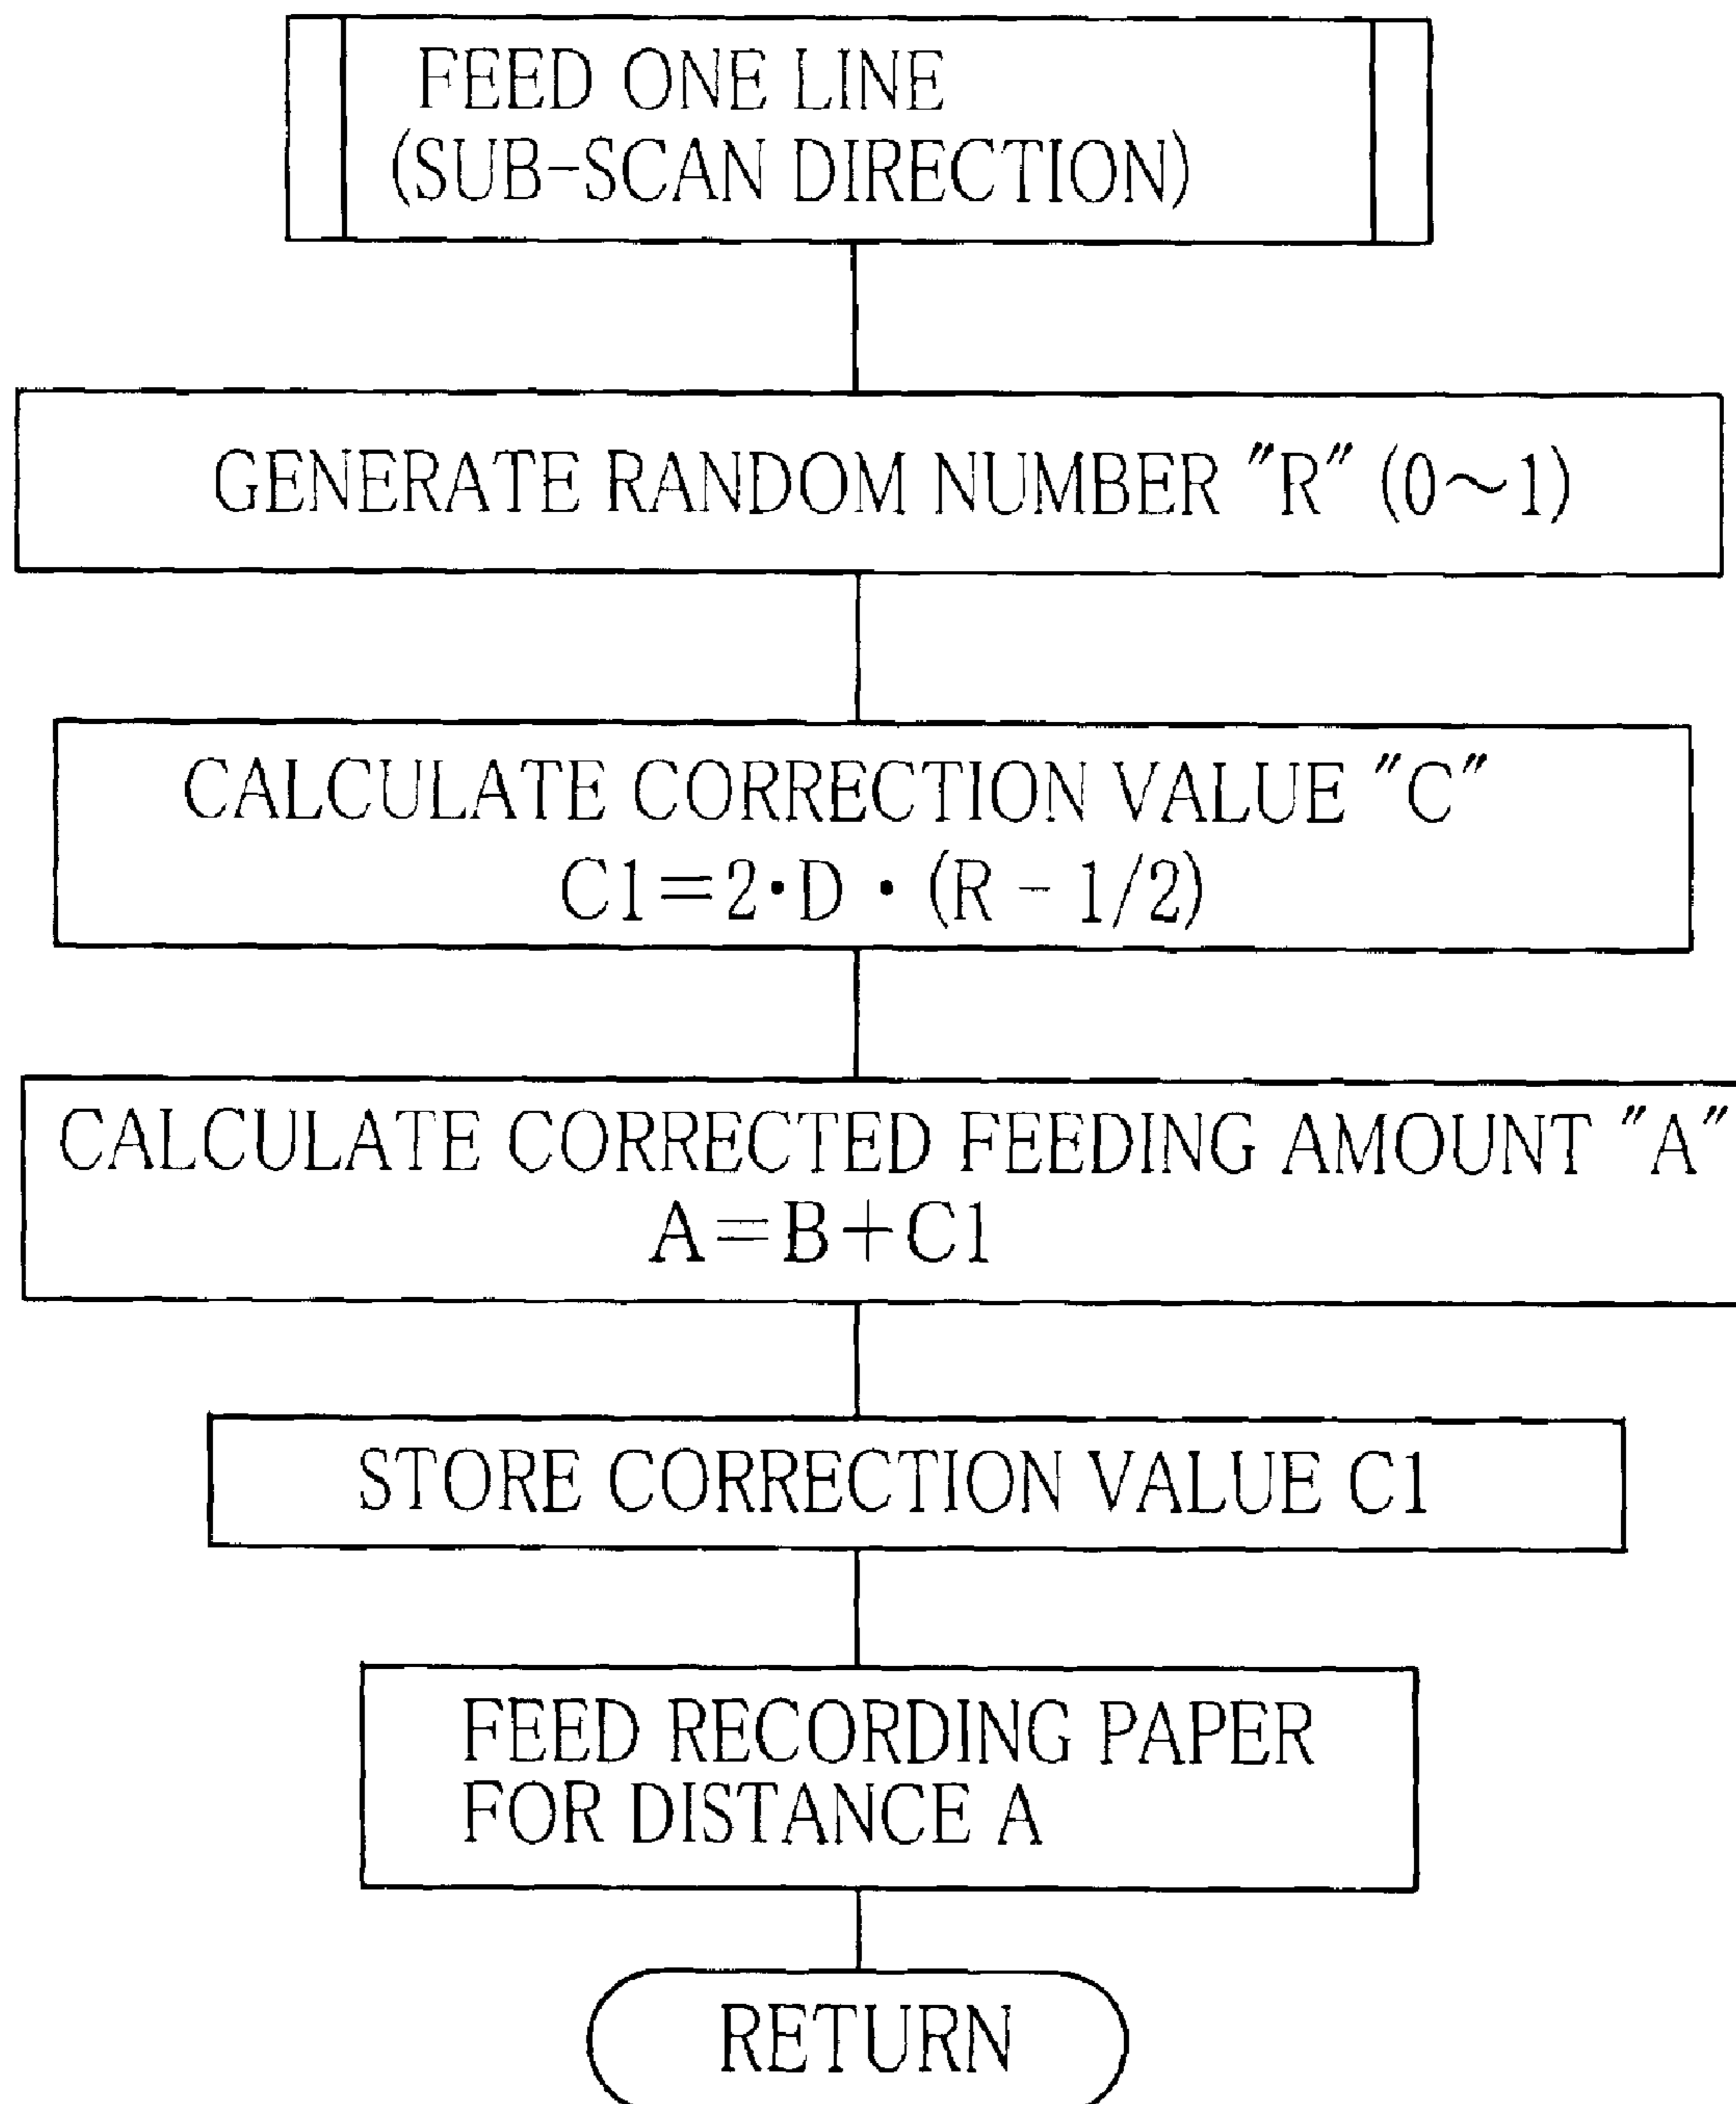 FEED ONE LINE
(SUB-SCAN DIRECTION)
GENERATE RANDOM NUMBER "R" (0~1)
CALCULATE CORRECTION VALUE "C"
C1=2·D·(R-1/2)
CALCULATE CORRECTED FEEDING AMOUNT "A"
A=B+C1
STORE CORRECTION VALUE C1
FEED RECORDING PAPER
FOR DISTANCE A
RETURN